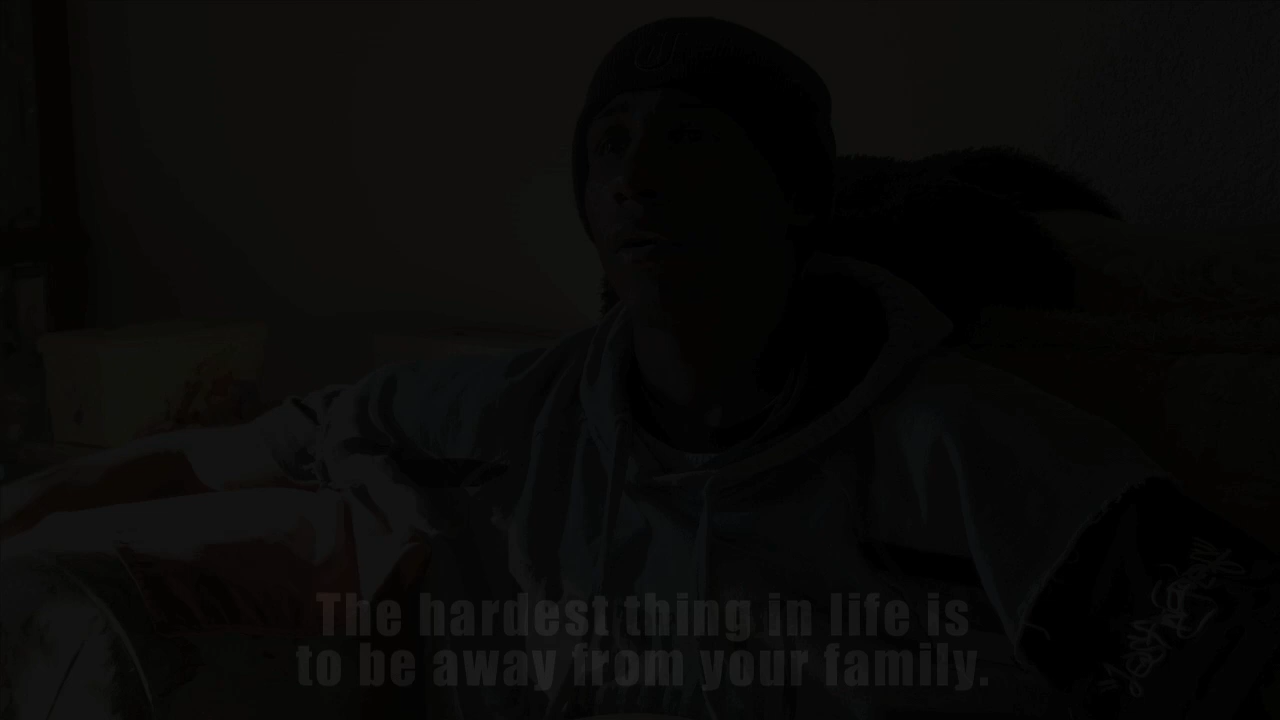 The hardest thing in life is
to be away from your family.